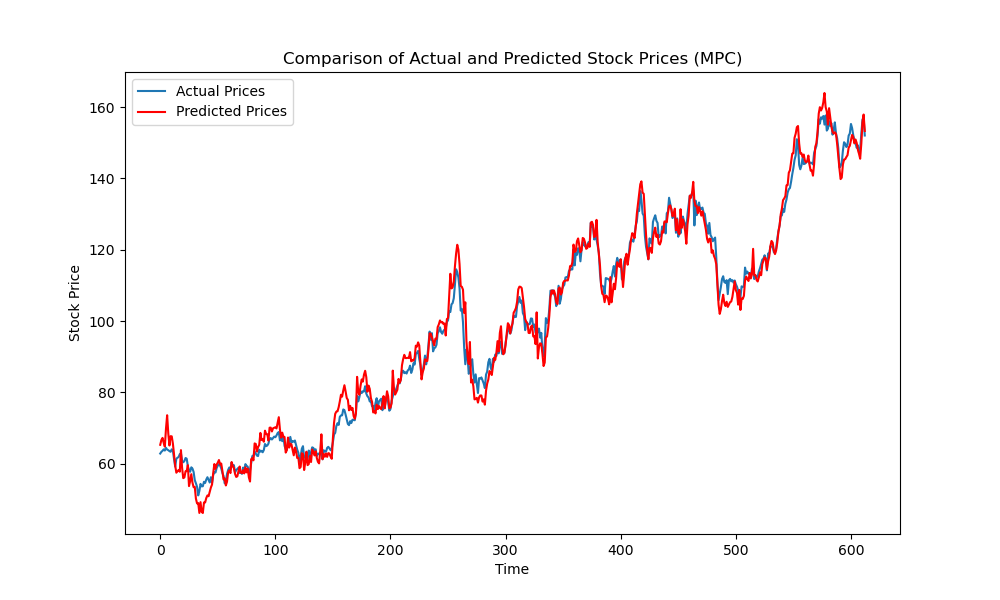 Comparison of Actual and Predicted Stock Prices (MPC)
Actual Prices
Predicted Prices
160
140
120
100
80
60
Stock Price
0 100 200 300 400 500 600
Time